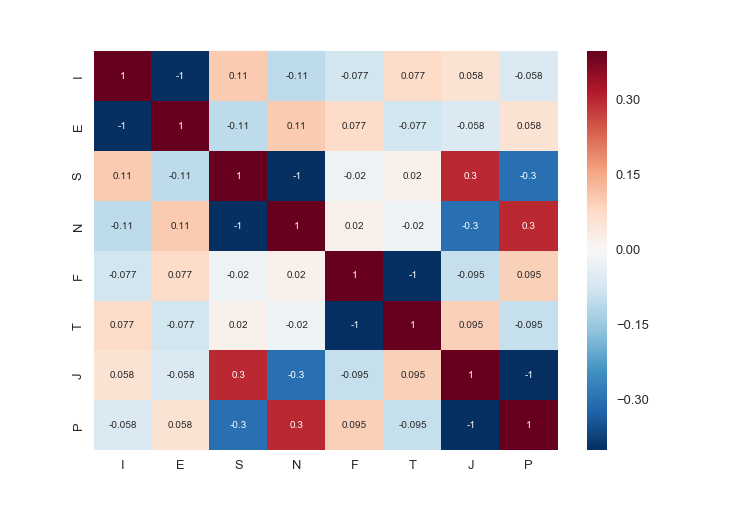 I 1 -1 0.11 -0.11 -0.077 0.077 0.058 -0.058
0.30
E -1 1 -0.11 0.11 0.077 -0.077 -0.058 0.058
S 0.11 -0.11 1 -1 -0.02 0.02 0.3 -0.3
0.15
N -0.11 0.11 -1 1 0.02 -0.02 -0.3 0.3
0.00
F -0.077 0.077 -0.02 0.02 1 -1 -0.095 0.095
T 0.077 -0.077 0.02 -0.02 -1 1 0.095 -0.095
-0.15
J 0.058 -0.058 0.3 -0.3 -0.095 0.095 1 -1
-0.30
P -0.058 0.058 -0.3 0.3 0.095 -0.095 -1 1
I E S N F T J P